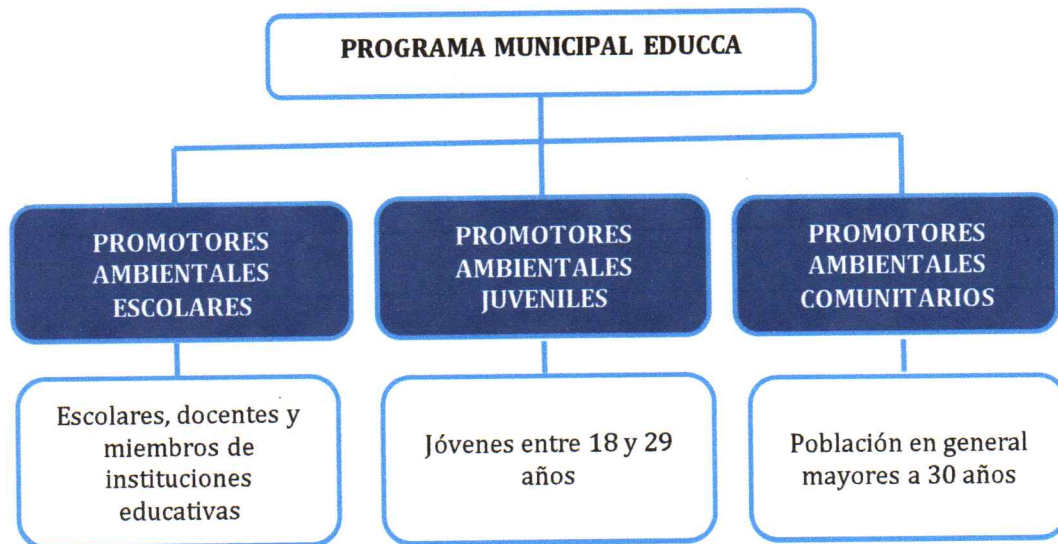 PROGRAMA MUNICIPAL EDUCCA
PROMOTORES
AMBIENTALES
ESCOLARES
PROMOTORES
AMBIENTALES
JUVENILES
PROMOTORES
AMBIENTALES
COMUNITARIOS
Escolares, docentes y
miembros de
instituciones
educativas
Jóvenes entre 18 y 29
años
Población en general
mayores a 30 años